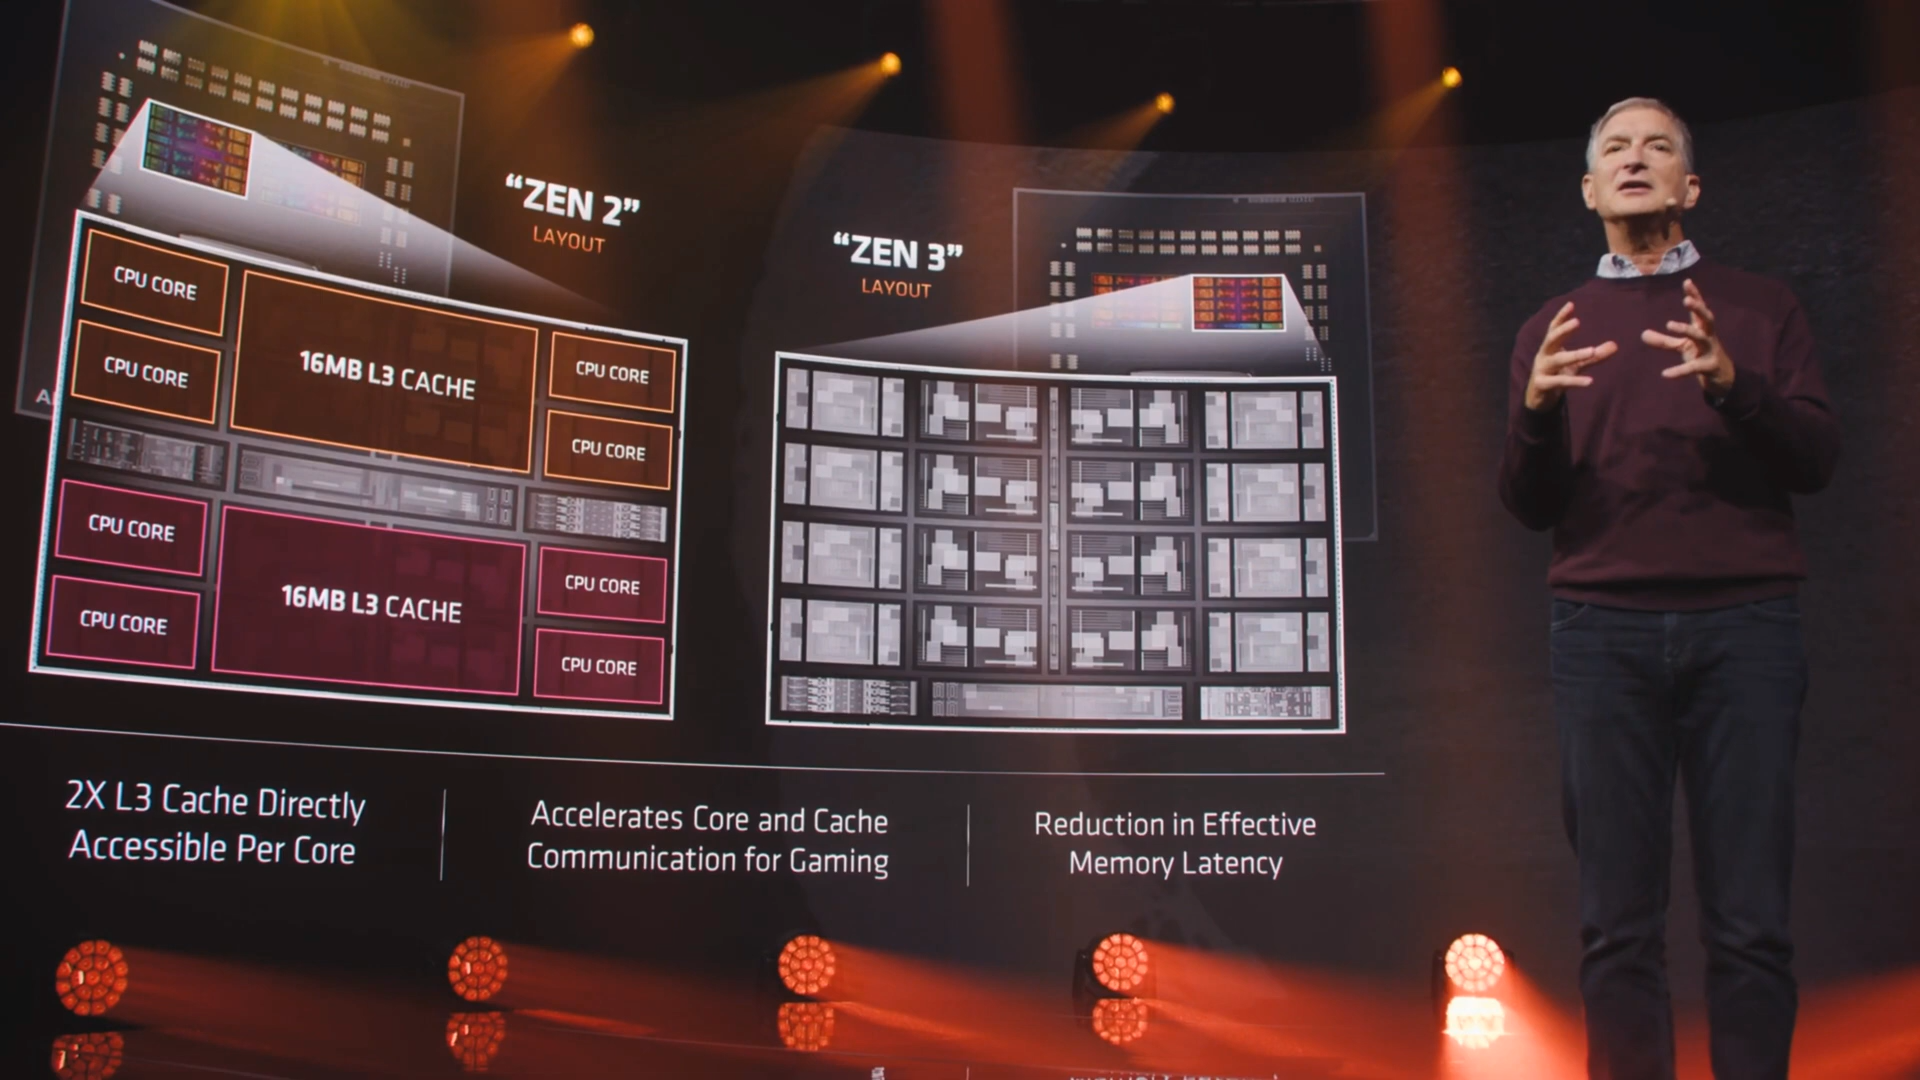 “ZEN 2”
LAYOUT
CPU CORE
CPU CORE
16MB L3 CACHE
CPU CORE
CPU CORE
CPU CORE
CPU CORE
16MB L3 CACHE
CPU CORE
CPU CORE
“ZEN 3”
LAYOUT
2X L3 Cache Directly
Accessible Per Core
Accelerates Core and Cache
Communication for Gaming
Reduction in Effective
Memory Latency